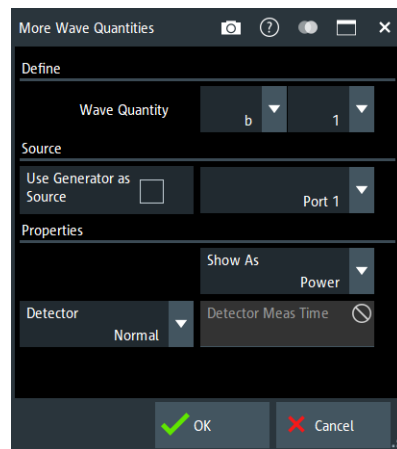 More Wave Quantities
Define
Wave Quantity b 1
Source
Use Generator as
Source
Port 1
Properties
Show As
Power
Detector
Normal
Detector Meas Time
OK Cancel